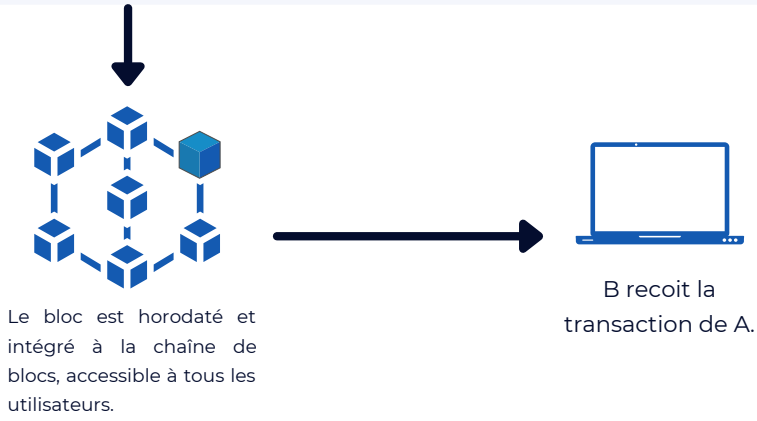 Le bloc est horodaté et
intégré à la chaîne de
blocs, accessible à tous les
utilisateurs.
B recoit la
transaction de A.